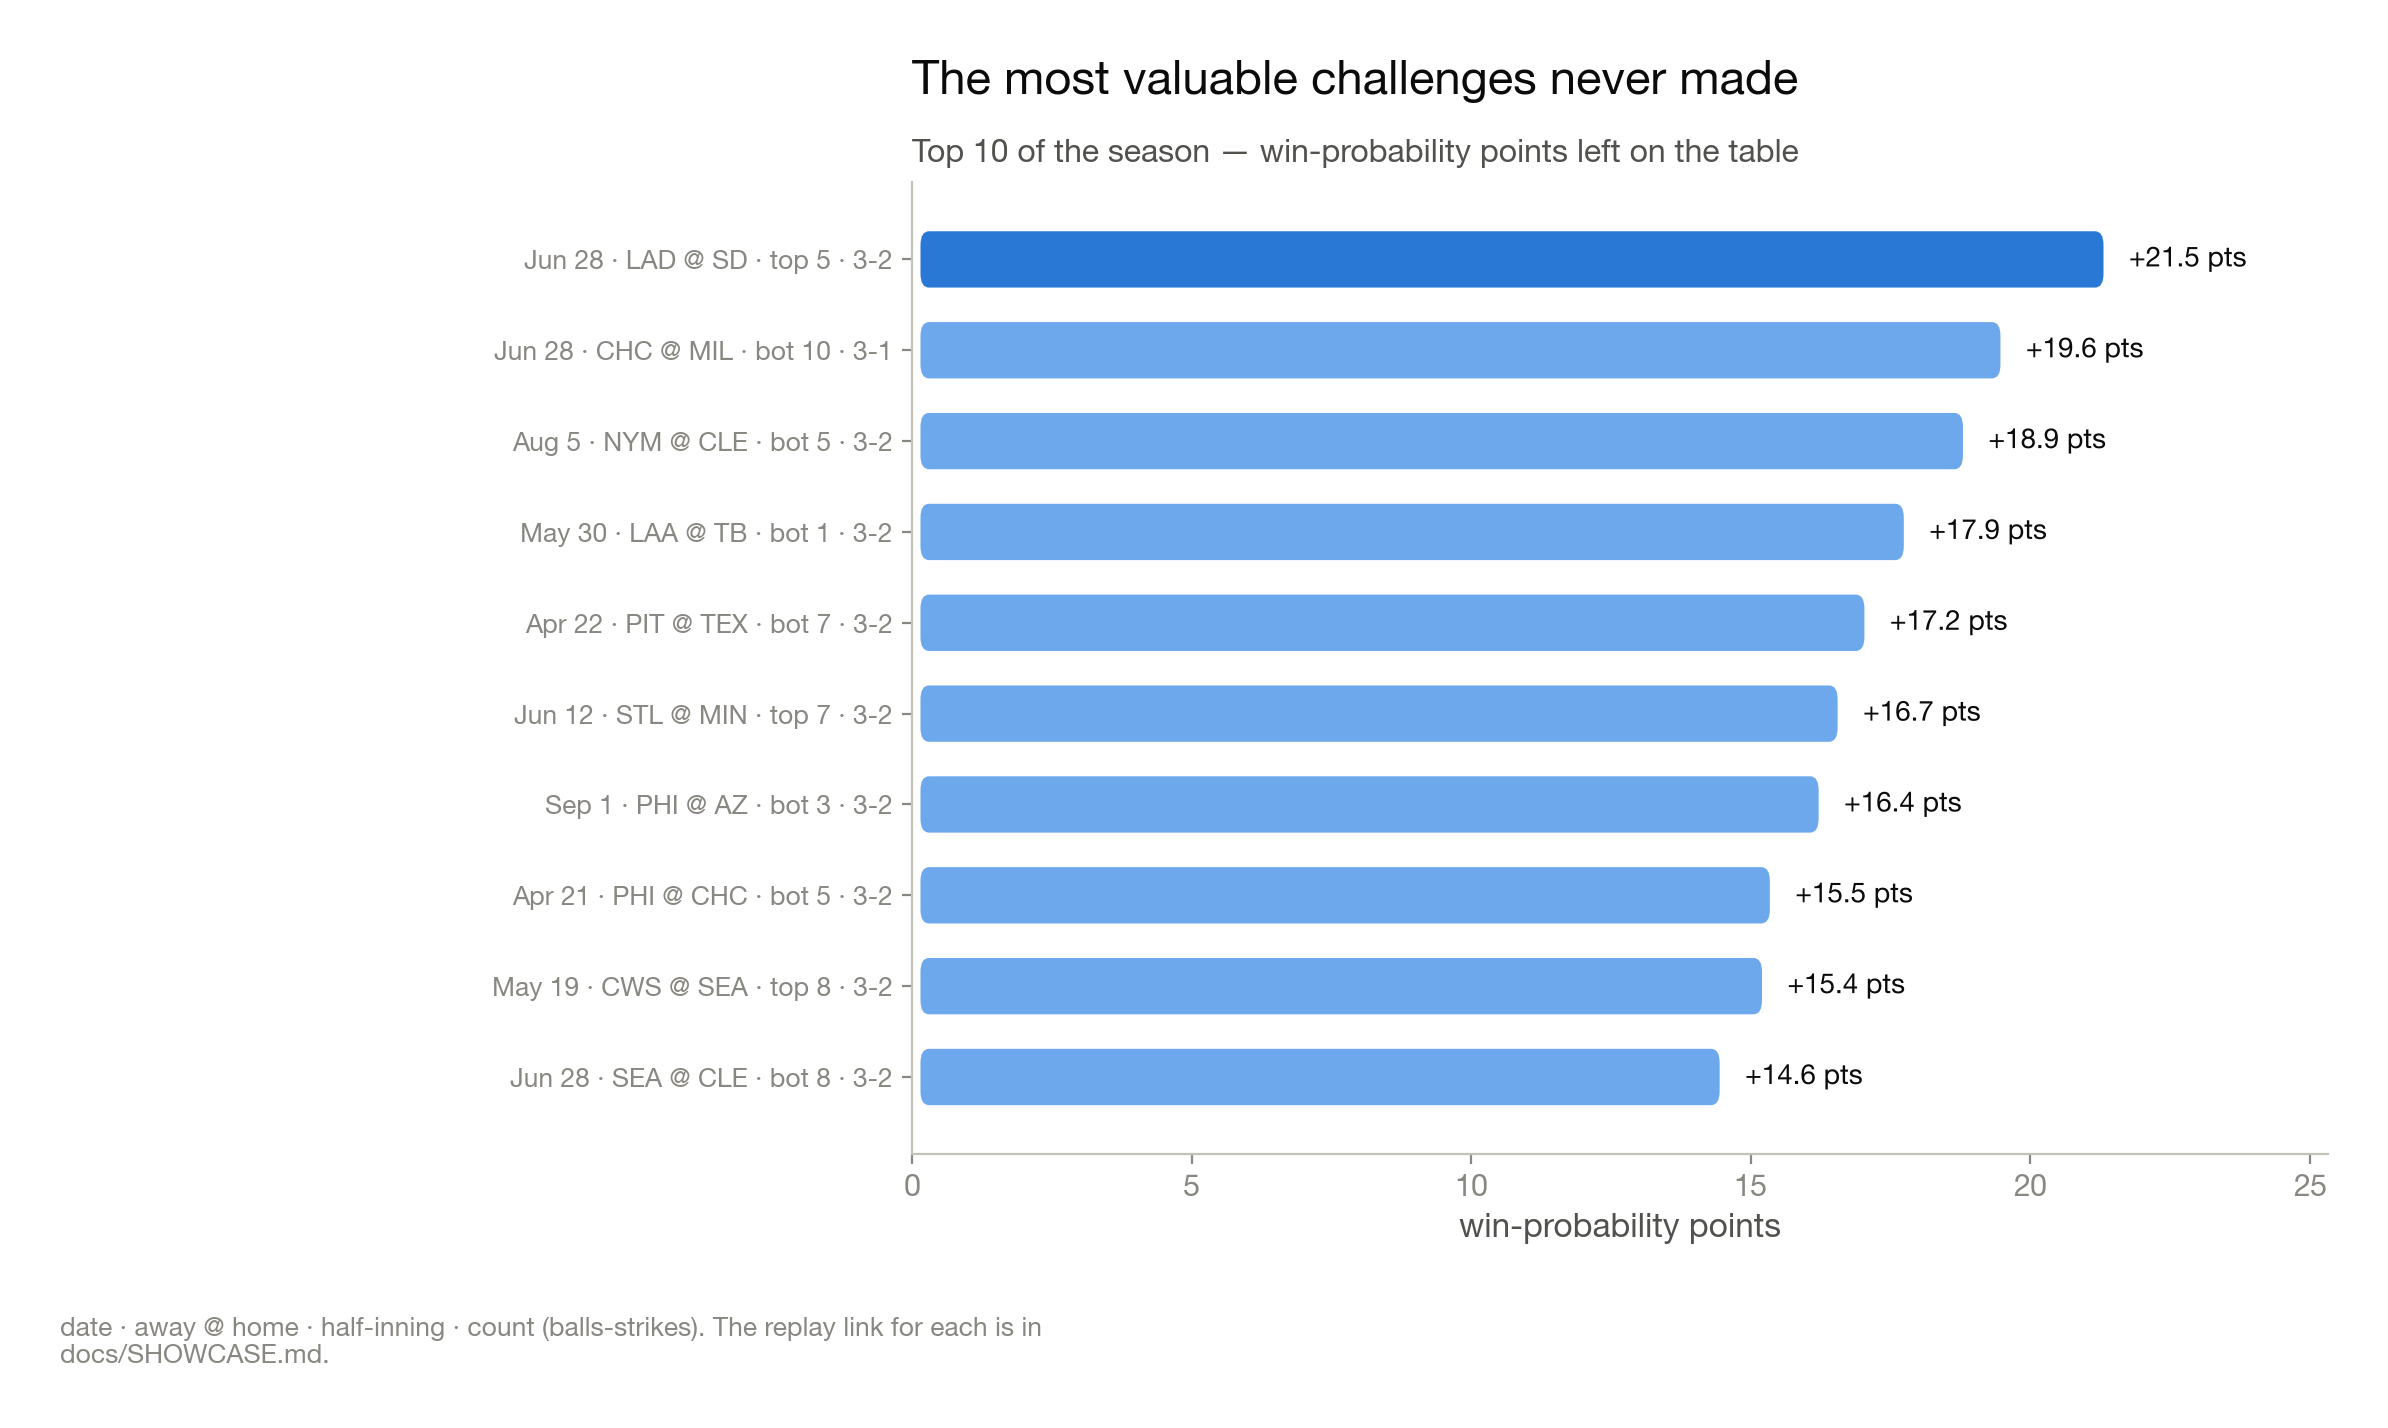 The most valuable challenges never made
Top 10 of the season — win-probability points left on the table
Jun 28 · LAD @ SD · top 5 · 3-2 +21.5 pts
Jun 28 · CHC @ MIL · bot 10 · 3-1 +19.6 pts
Aug 5 · NYM @ CLE · bot 5 · 3-2 +18.9 pts
May 30 · LAA @ TB · bot 1 · 3-2 +17.9 pts
Apr 22 · PIT @ TEX · bot 7 · 3-2 +17.2 pts
Jun 12 · STL @ MIN · top 7 · 3-2 +16.7 pts
Sep 1 · PHI @ AZ · bot 3 · 3-2 +16.4 pts
Apr 21 · PHI @ CHC · bot 5 · 3-2 +15.5 pts
May 19 · CWS @ SEA · top 8 · 3-2 +15.4 pts
Jun 28 · SEA @ CLE · bot 8 · 3-2 +14.6 pts
0 5 10 15 20 25
win-probability points
date · away @ home · half-inning · count (balls-strikes). The replay link for each is in
docs/SHOWCASE.md.